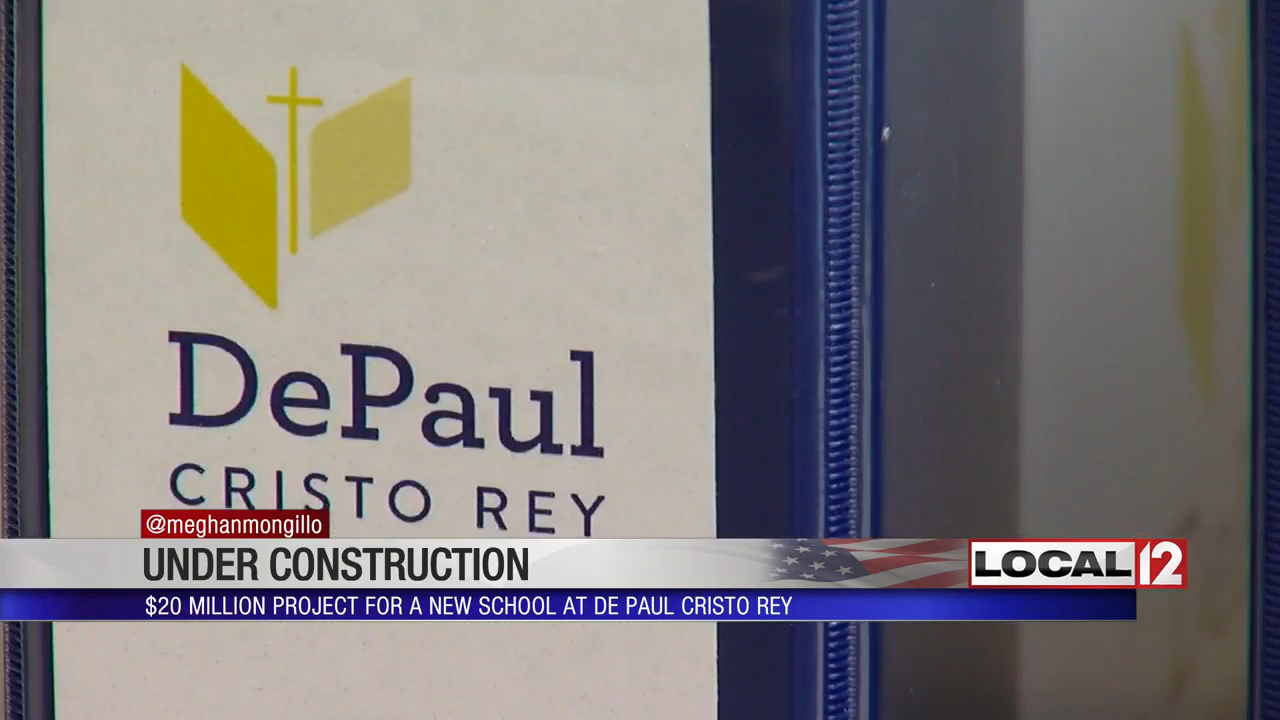 DePaul
CRISTO REY
@meghanmongillo
UNDER CONSTRUCTION
LOCAL 12
$20 MILLION PROJECT FOR A NEW SCHOOL AT DE PAUL CRISTO REY